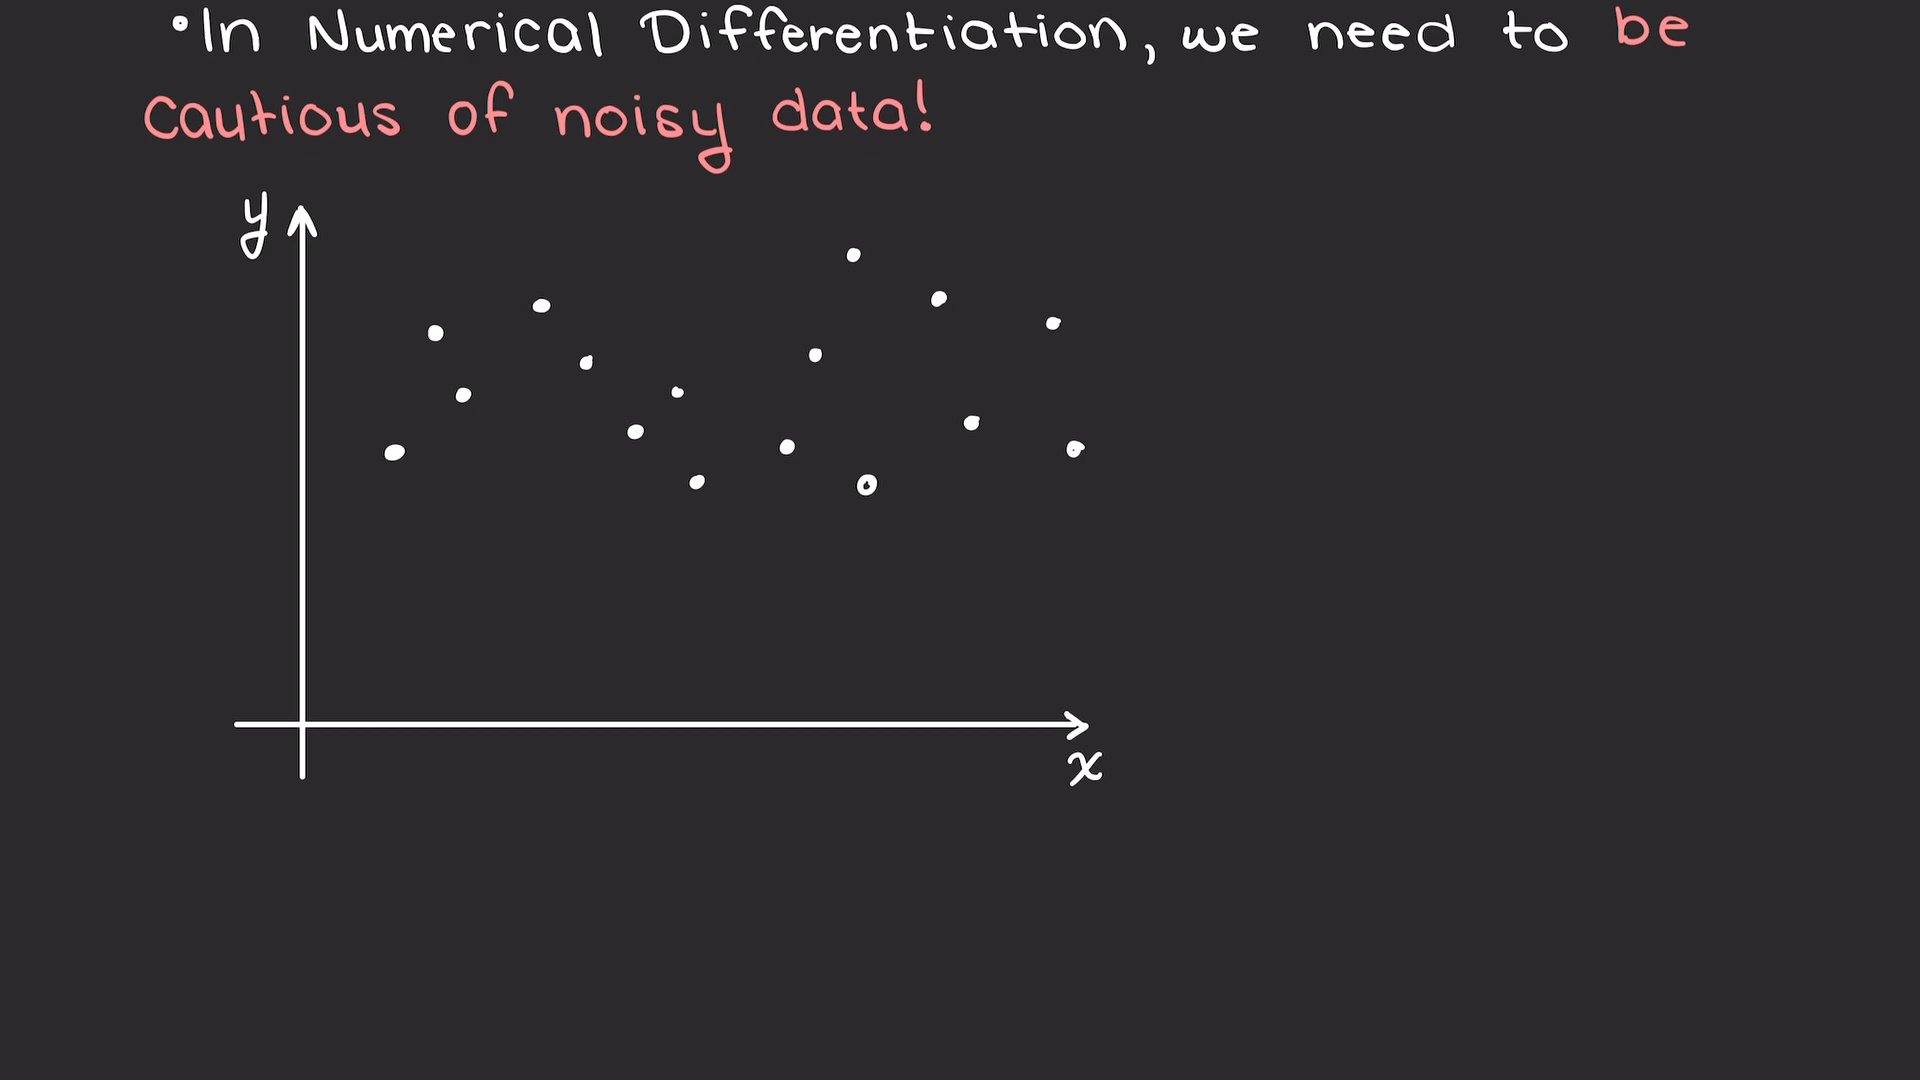 •In Numerical Differentiation, we need to be
cautious of noisy data!
y
x